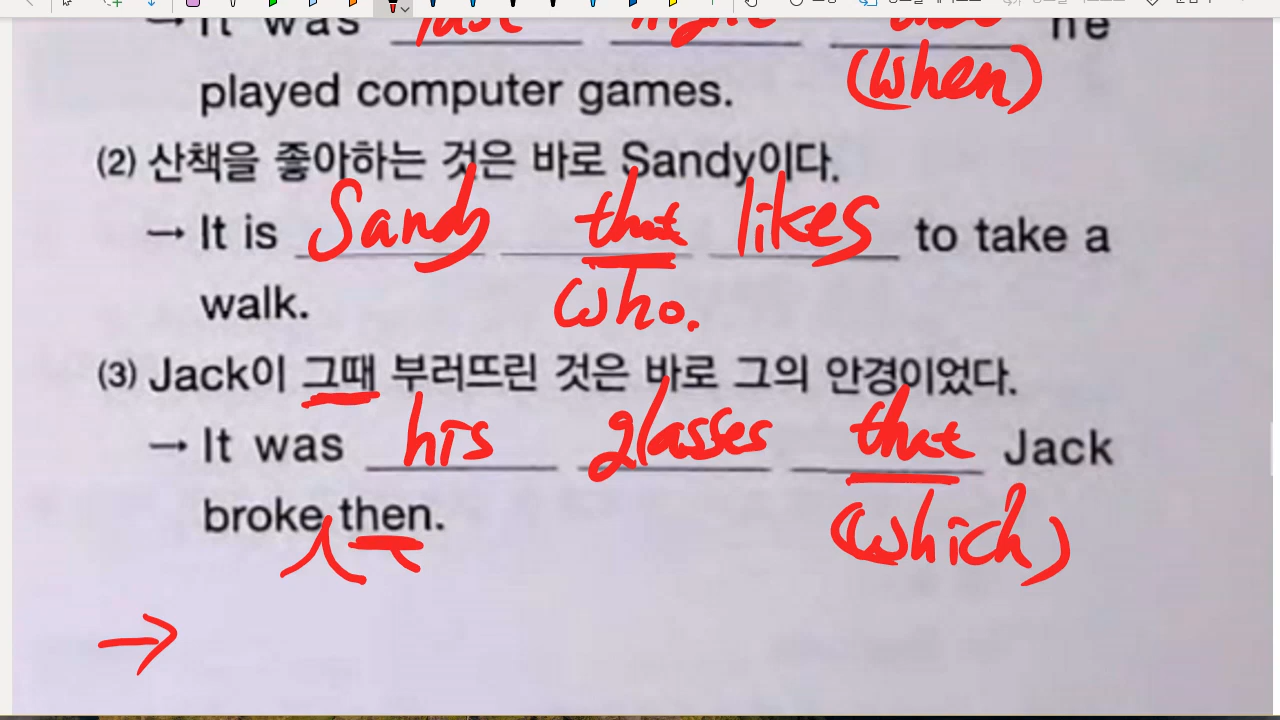 It was last night that he
(when)
played computer games.
(2) 산책을 좋아하는 것은 바로 Sandy이다.
→ It is Sandy that likes to take a
walk. who.
(3) Jack이 그때 부러뜨린 것은 바로 그의 안경이었다.
→ It was his glasses that Jack
broke then. (which)
→